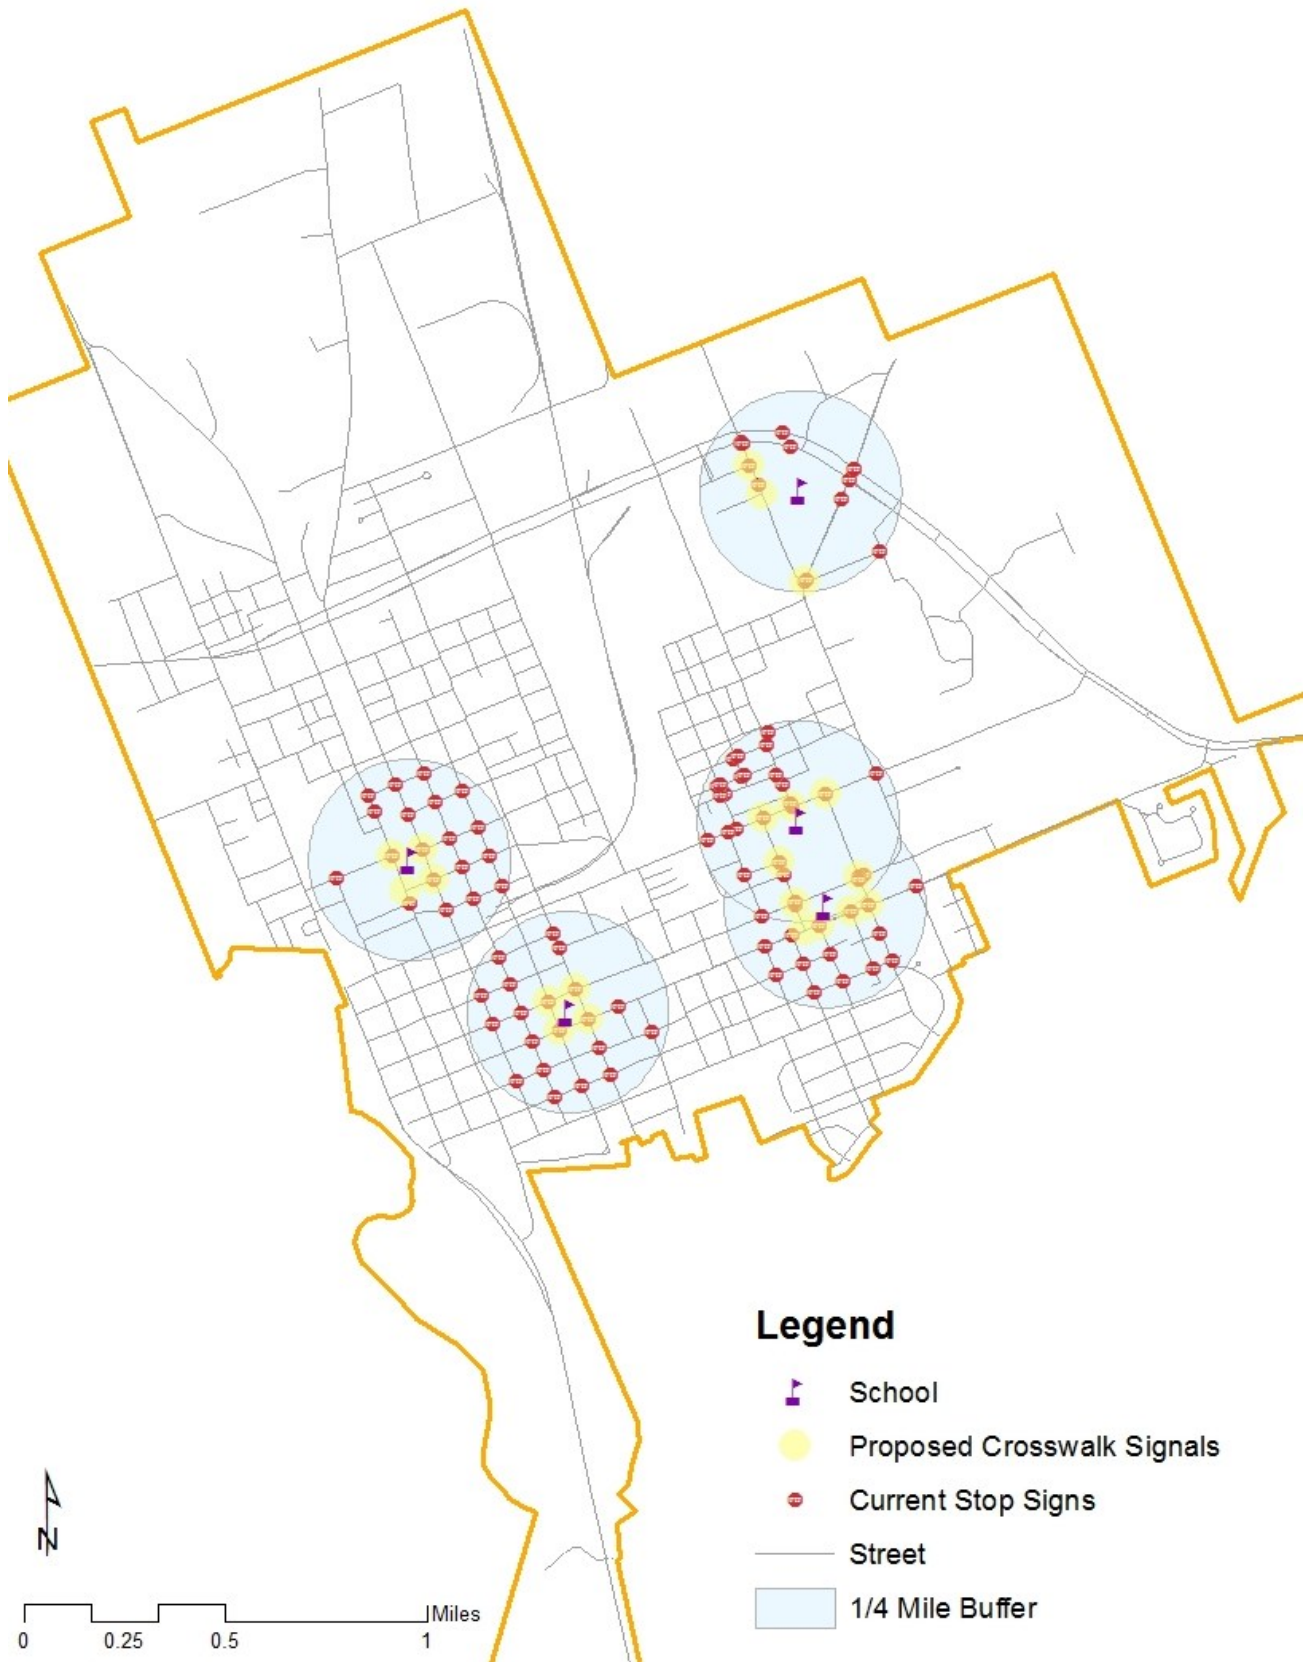 Legend
School
Proposed Crosswalk Signals
Current Stop Signs
Street
1/4 Mile Buffer
N
Miles
0 0.25 0.5 1